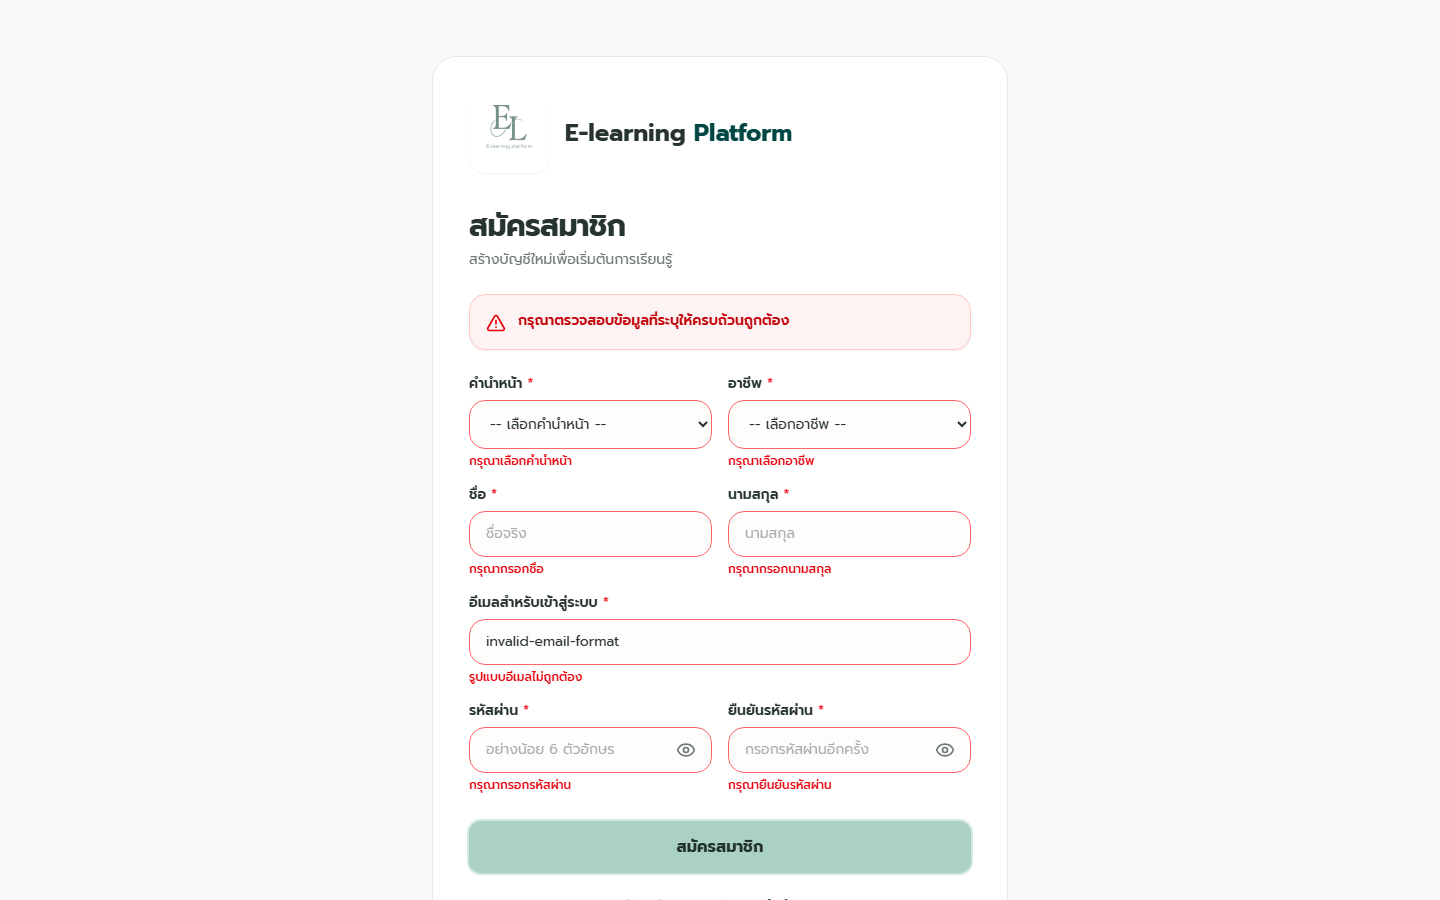 EL
E-learning platform
E-learning Platform
สมัครสมาชิก
สร้างบัญชีใหม่เพื่อเริ่มต้นการเรียนรู้
กรุณาตรวจสอบข้อมูลที่ระบุให้ครบถ้วนถูกต้อง
คำนำหน้า * อาชีพ *
-- เลือกคำนำหน้า -- -- เลือกอาชีพ --
กรุณาเลือกคำนำหน้า กรุณาเลือกอาชีพ
ชื่อ * นามสกุล *
ชื่อจริง นามสกุล
กรุณากรอกชื่อ กรุณากรอกนามสกุล
อีเมลสำหรับเข้าสู่ระบบ *
invalid-email-format
รูปแบบอีเมลไม่ถูกต้อง
รหัสผ่าน * ยืนยันรหัสผ่าน *
อย่างน้อย 6 ตัวอักษร กรอกรหัสผ่านอีกครั้ง
กรุณากรอกรหัสผ่าน กรุณายืนยันรหัสผ่าน
สมัครสมาชิก